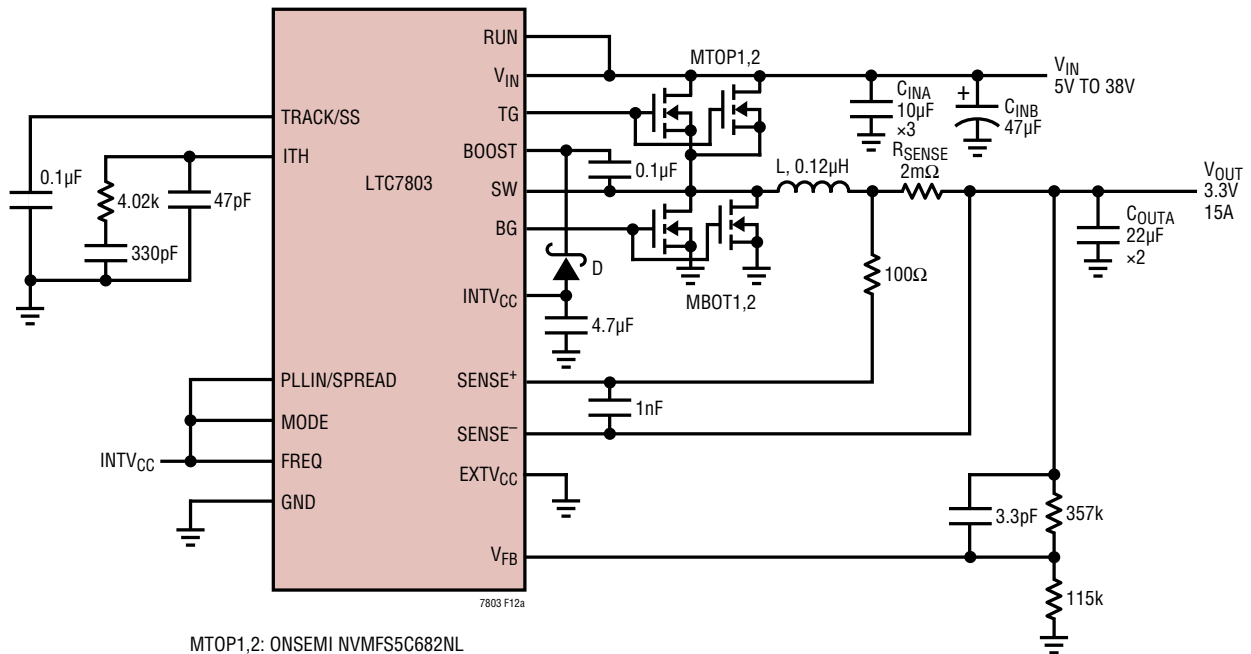 RUN
V_IN
TG
BOOST
SW
BG
INTV_CC
SENSE+
SENSE−
EXTV_CC
V_FB
TRACK/SS
ITH
LTC7803
PLLIN/SPREAD
MODE
FREQ
GND
INTV_CC
0.1µF
4.02k
47pF
330pF
MTOP1,2
0.1µF
L, 0.12µH
D
4.7µF
MBOT1,2
1nF
100Ω
R_SENSE
2mΩ
C_INA
10µF
×3
+
C_INB
47µF
V_IN
5V TO 38V
V_OUT
3.3V
15A
C_OUTA
22µF
×2
3.3pF
357k
115k
7803 F12a
MTOP1,2: ONSEMI NVMFS5C682NL